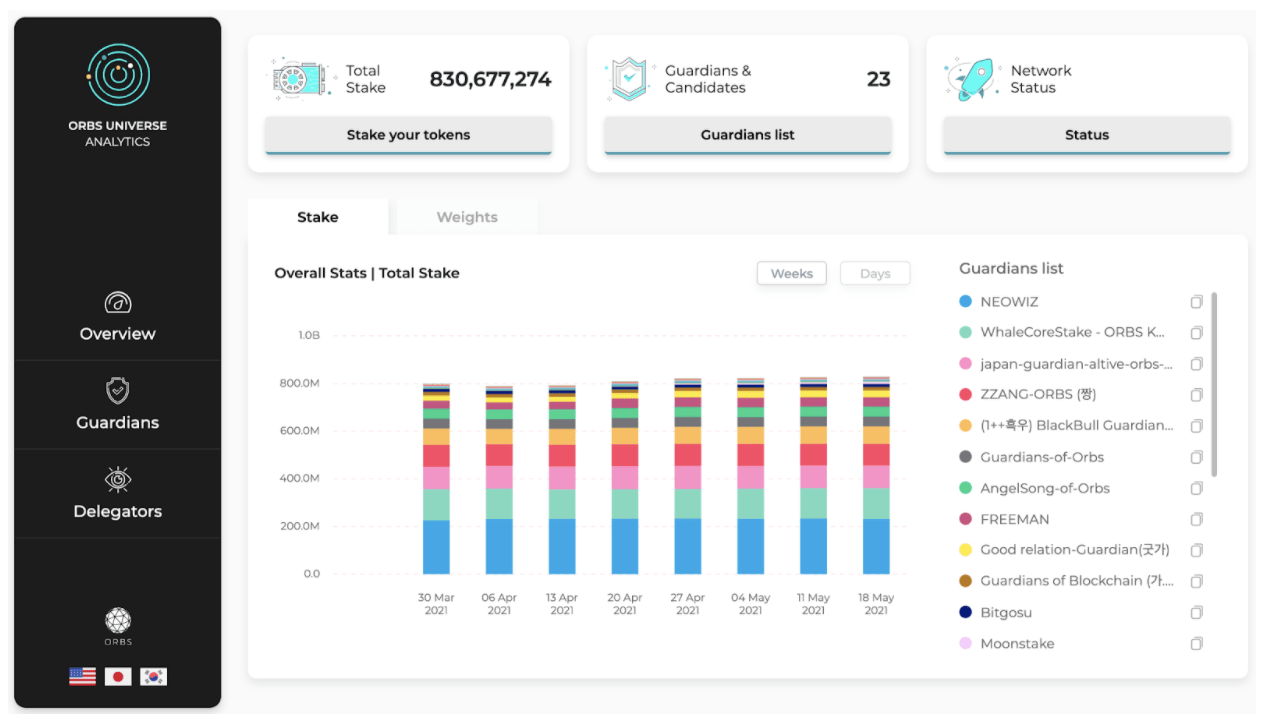 ORBS UNIVERSE
ANALYTICS
Overview
Guardians
Delegators
ORBS
Total
Stake
830,677,274
Stake your tokens
Guardians &
Candidates
23
Guardians list
Network
Status
Status
Stake
Weights
Overall Stats | Total Stake
Weeks
Days
1.0B
800.0M
600.0M
400.0M
200.0M
0.0
30 Mar
2021
06 Apr
2021
13 Apr
2021
20 Apr
2021
27 Apr
2021
04 May
2021
11 May
2021
18 May
2021
Guardians list
NEOWIZ
WhaleCoreStake - ORBS K...
japan-guardian-altive-orbs-...
ZZANG-ORBS (짱)
(1++흑우) BlackBull Guardian...
Guardians-of-Orbs
AngelSong-of-Orbs
FREEMAN
Good relation-Guardian(굿가)
Guardians of Blockchain (가...
Bitgosu
Moonstake